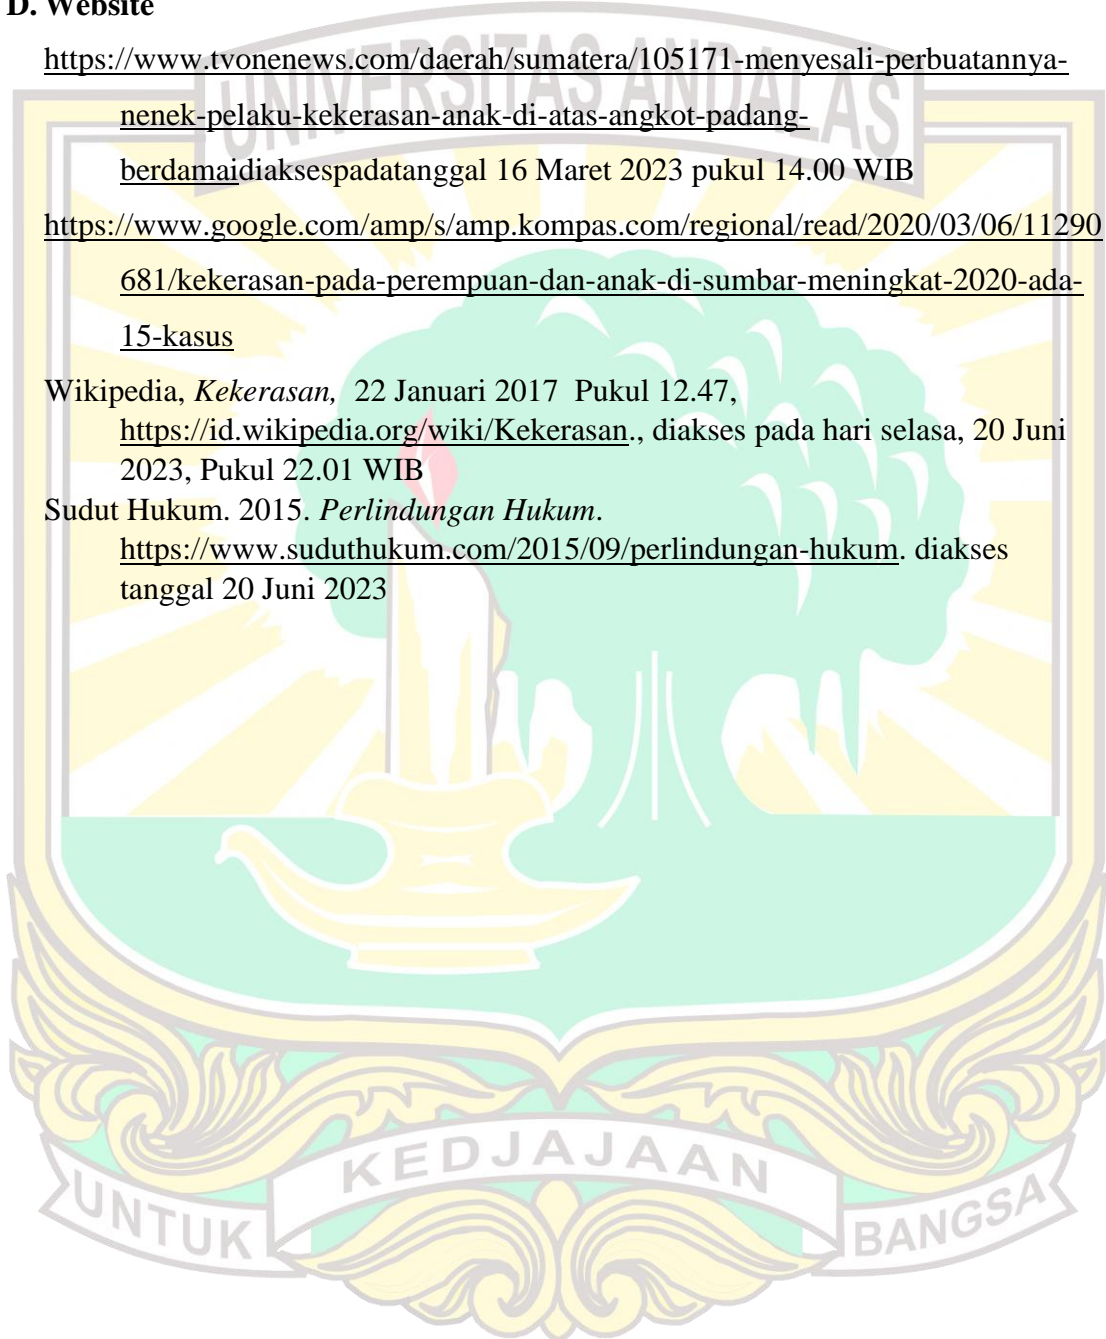 D. Website
https://www.tvonenews.com/daerah/sumatera/105171-menyesali-perbuatannya-
nenek-pelaku-kekerasan-anak-di-atas-angkot-padang-
berdamaidiaksespadatanggal 16 Maret 2023 pukul 14.00 WIB
https://www.google.com/amp/s/amp.kompas.com/regional/read/2020/03/06/11290
681/kekerasan-pada-perempuan-dan-anak-di-sumbar-meningkat-2020-ada-
15-kasus
Wikipedia, Kekerasan, 22 Januari 2017 Pukul 12.47,
https://id.wikipedia.org/wiki/Kekerasan., diakses pada hari selasa, 20 Juni
2023, Pukul 22.01 WIB
Sudut Hukum. 2015. Perlindungan Hukum.
https://www.suduthukum.com/2015/09/perlindungan-hukum. diakses
tanggal 20 Juni 2023
UNIVERSITAS ANDALAS
UNTUK KEDJAJAAN BANGSA